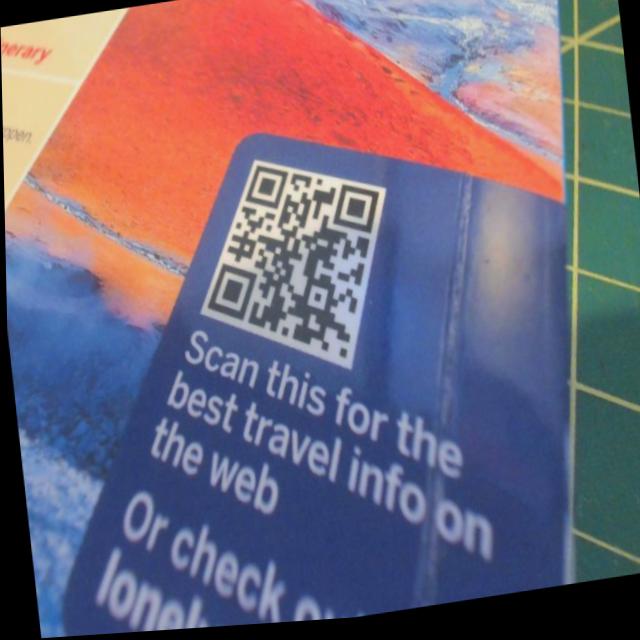 Scan this for the
best travel info on
the web
Or check